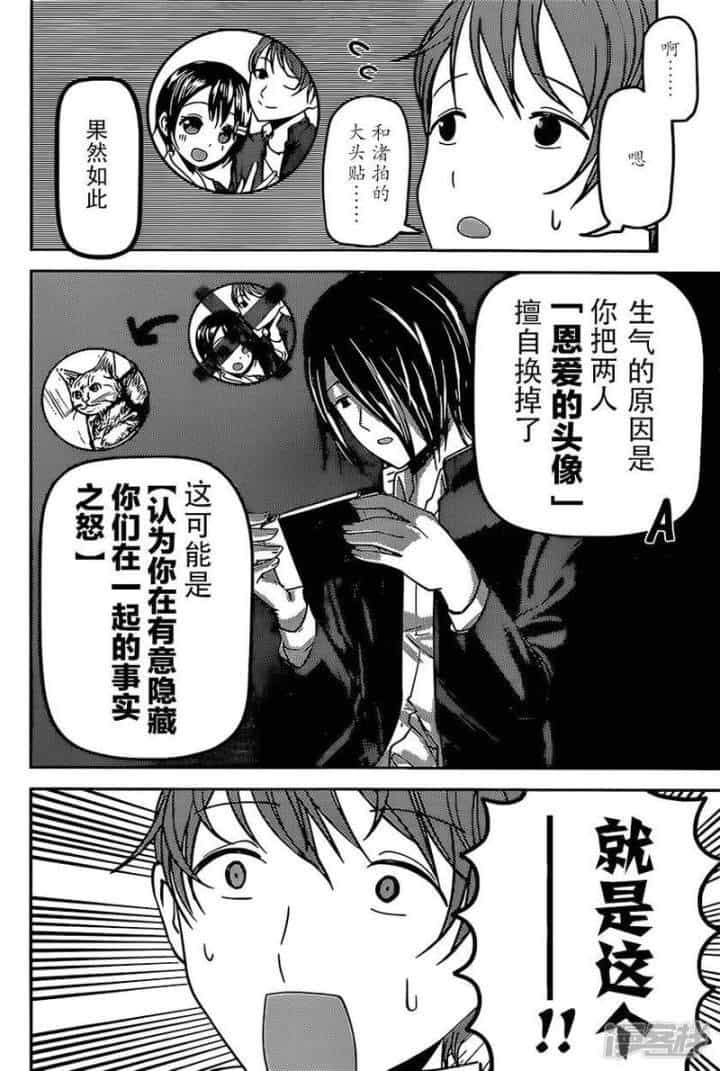 啊……
嗯
和渚拍的
大头贴……
果然如此
生气的原因是
你把两人
「恩爱的头像」
擅自换掉了
A
这可能是
【认为你在有意隐藏
你们在一起的事实
之怒】
就是这个
——!!
漫客栈